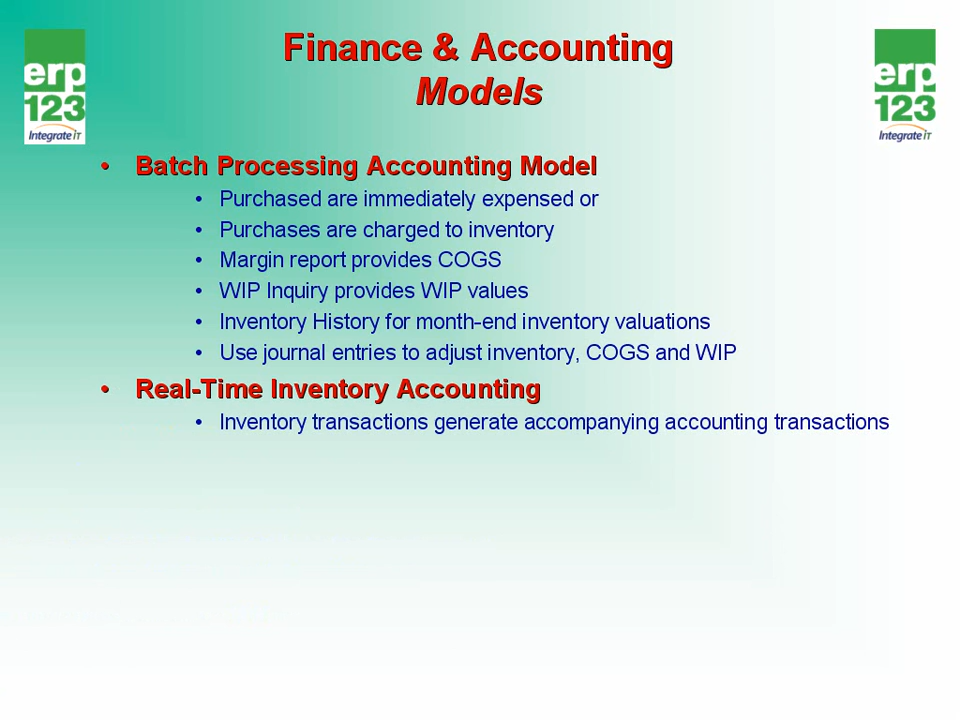 Finance & Accounting
Models
erp
123
Integrate iT
erp
123
Integrate iT
• Batch Processing Accounting Model
• Purchased are immediately expensed or
• Purchases are charged to inventory
• Margin report provides COGS
• WIP Inquiry provides WIP values
• Inventory History for month-end inventory valuations
• Use journal entries to adjust inventory, COGS and WIP
• Real-Time Inventory Accounting
• Inventory transactions generate accompanying accounting transactions